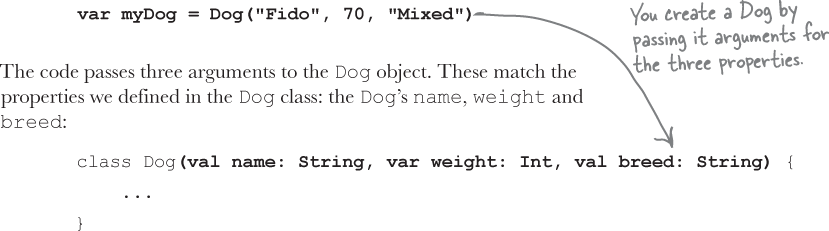 var myDog = Dog("Fido", 70, "Mixed")
You create a Dog by
passing it arguments for
the three properties.
The code passes three arguments to the Dog object. These match the
properties we defined in the Dog class: the Dog’s name, weight and
breed:
class Dog(val name: String, var weight: Int, val breed: String) {
...
}